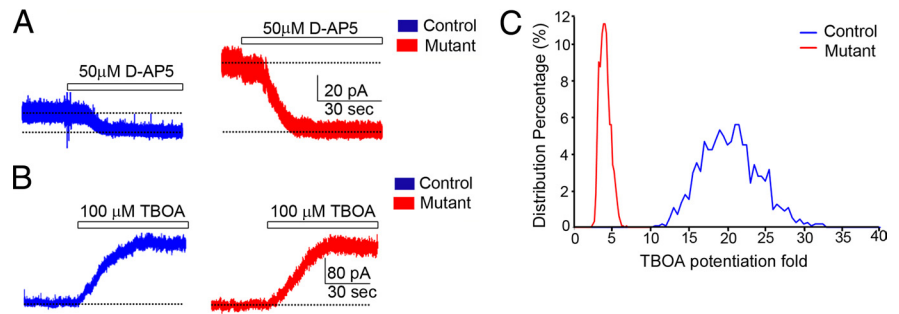 A
50μM D-AP5
50μM D-AP5
Control
Mutant
20 pA
30 sec
B
100 μM TBOA
100 μM TBOA
Control
Mutant
80 pA
30 sec
C
Distribution Percentage (%)
12
10
8
6
4
2
0
0 5 10 15 20 25 30 35 40
TBOA potentiation fold
Control
Mutant